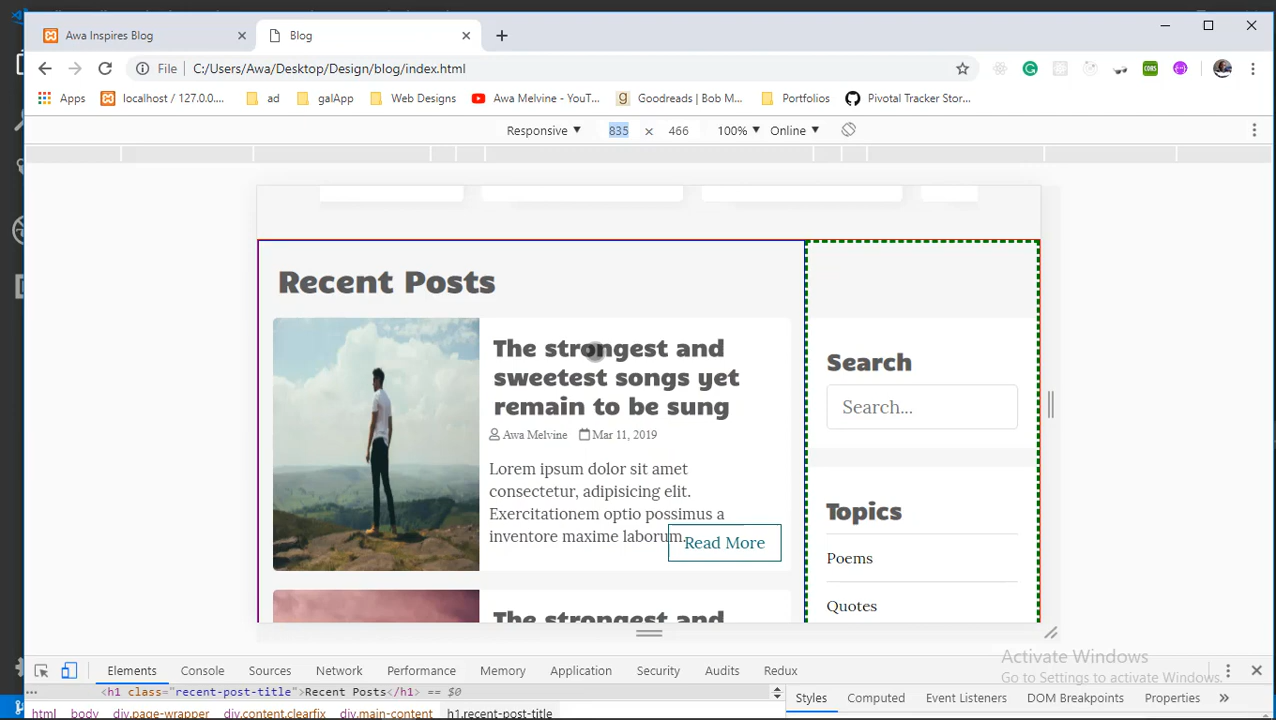 Awa Inspires Blog
Blog
File C:/Users/Awa/Desktop/Design/blog/index.html
Apps localhost / 127.0.... ad galApp Web Designs Awa Melvine - YouT... Goodreads | Bob M... Portfolios Pivotal Tracker Stor...
Responsive 835 × 466 100% Online
Recent Posts
The strongest and
sweetest songs yet
remain to be sung
Awa Melvine Mar 11, 2019
Lorem ipsum dolor sit amet
consectetur, adipisicing elit.
Exercitationem optio possimus a
inventore maxime laborum.
Read More
The strongest and
Search
Search...
Topics
Poems
Quotes
Activate Windows
Go to Settings to activate Windows.
Elements Console Sources Network Performance Memory Application Security Audits Redux
<h1 class="recent-post-title">Recent Posts</h1> == $0
Styles Computed Event Listeners DOM Breakpoints Properties
html body div.page-wrapper div.content.clearfix div.main-content h1.recent-post-title